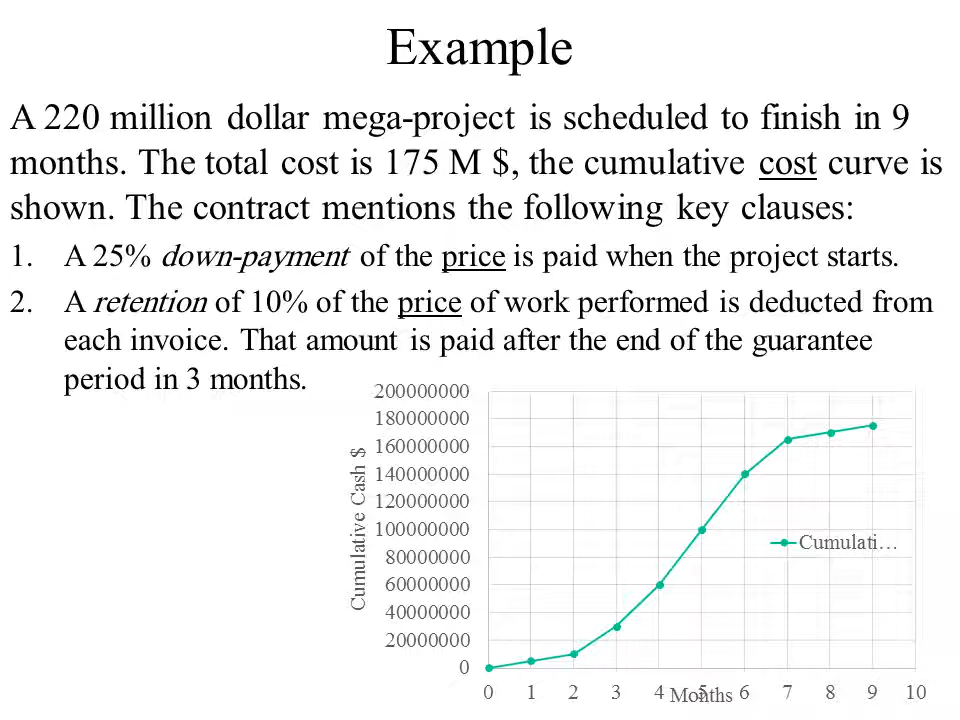 Example
A 220 million dollar mega-project is scheduled to finish in 9
months. The total cost is 175 M $, the cumulative cost curve is
shown. The contract mentions the following key clauses:
1. A 25% down-payment of the price is paid when the project starts.
2. A retention of 10% of the price of work performed is deducted from
each invoice. That amount is paid after the end of the guarantee
period in 3 months.
200000000
180000000
160000000
140000000
120000000
100000000
80000000
60000000
40000000
20000000
0
Cumulative Cash $
Cumulati…
0 1 2 3 4 5 6 7 8 9 10
Months